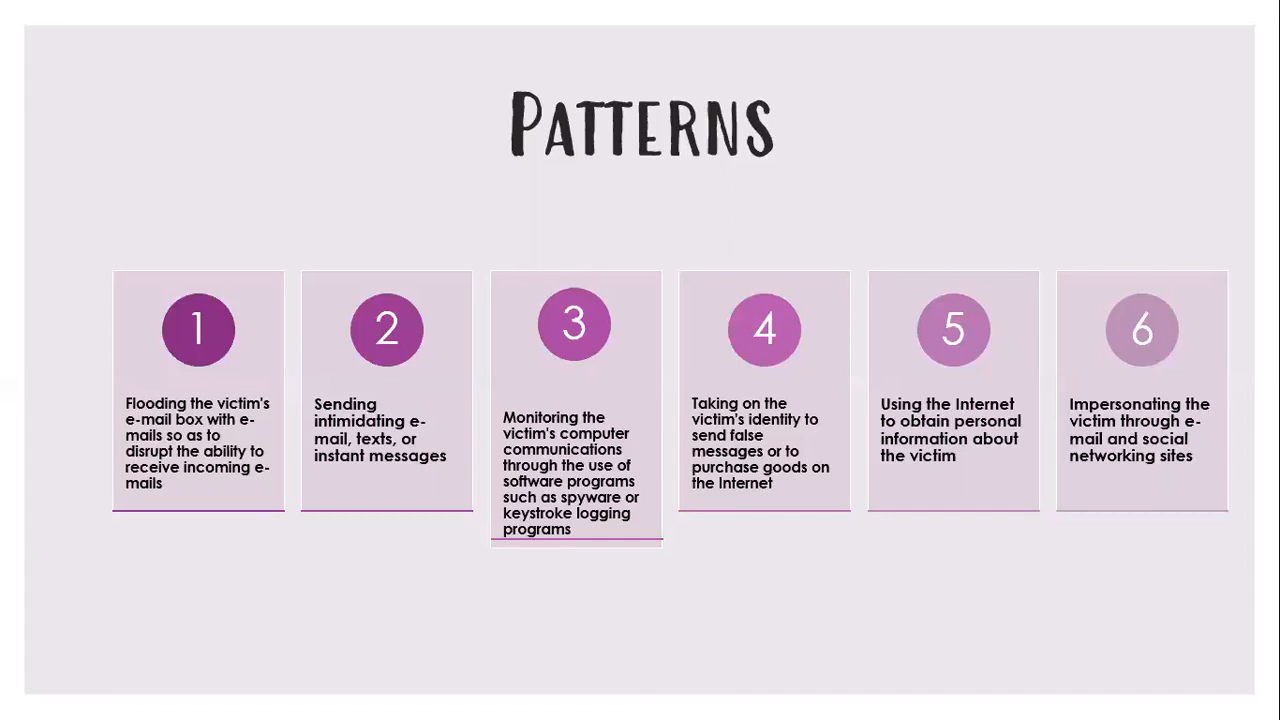 Patterns
1
Flooding the victim's
e-mail box with e-
mails so as to
disrupt the ability to
receive incoming e-
mails
2
Sending
intimidating e-
mail, texts, or
instant messages
3
Monitoring the
victim's computer
communications
through the use of
software programs
such as spyware or
keystroke logging
programs
4
Taking on the
victim's identity to
send false
messages or to
purchase goods on
the Internet
5
Using the Internet
to obtain personal
information about
the victim
6
Impersonating the
victim through e-
mail and social
networking sites